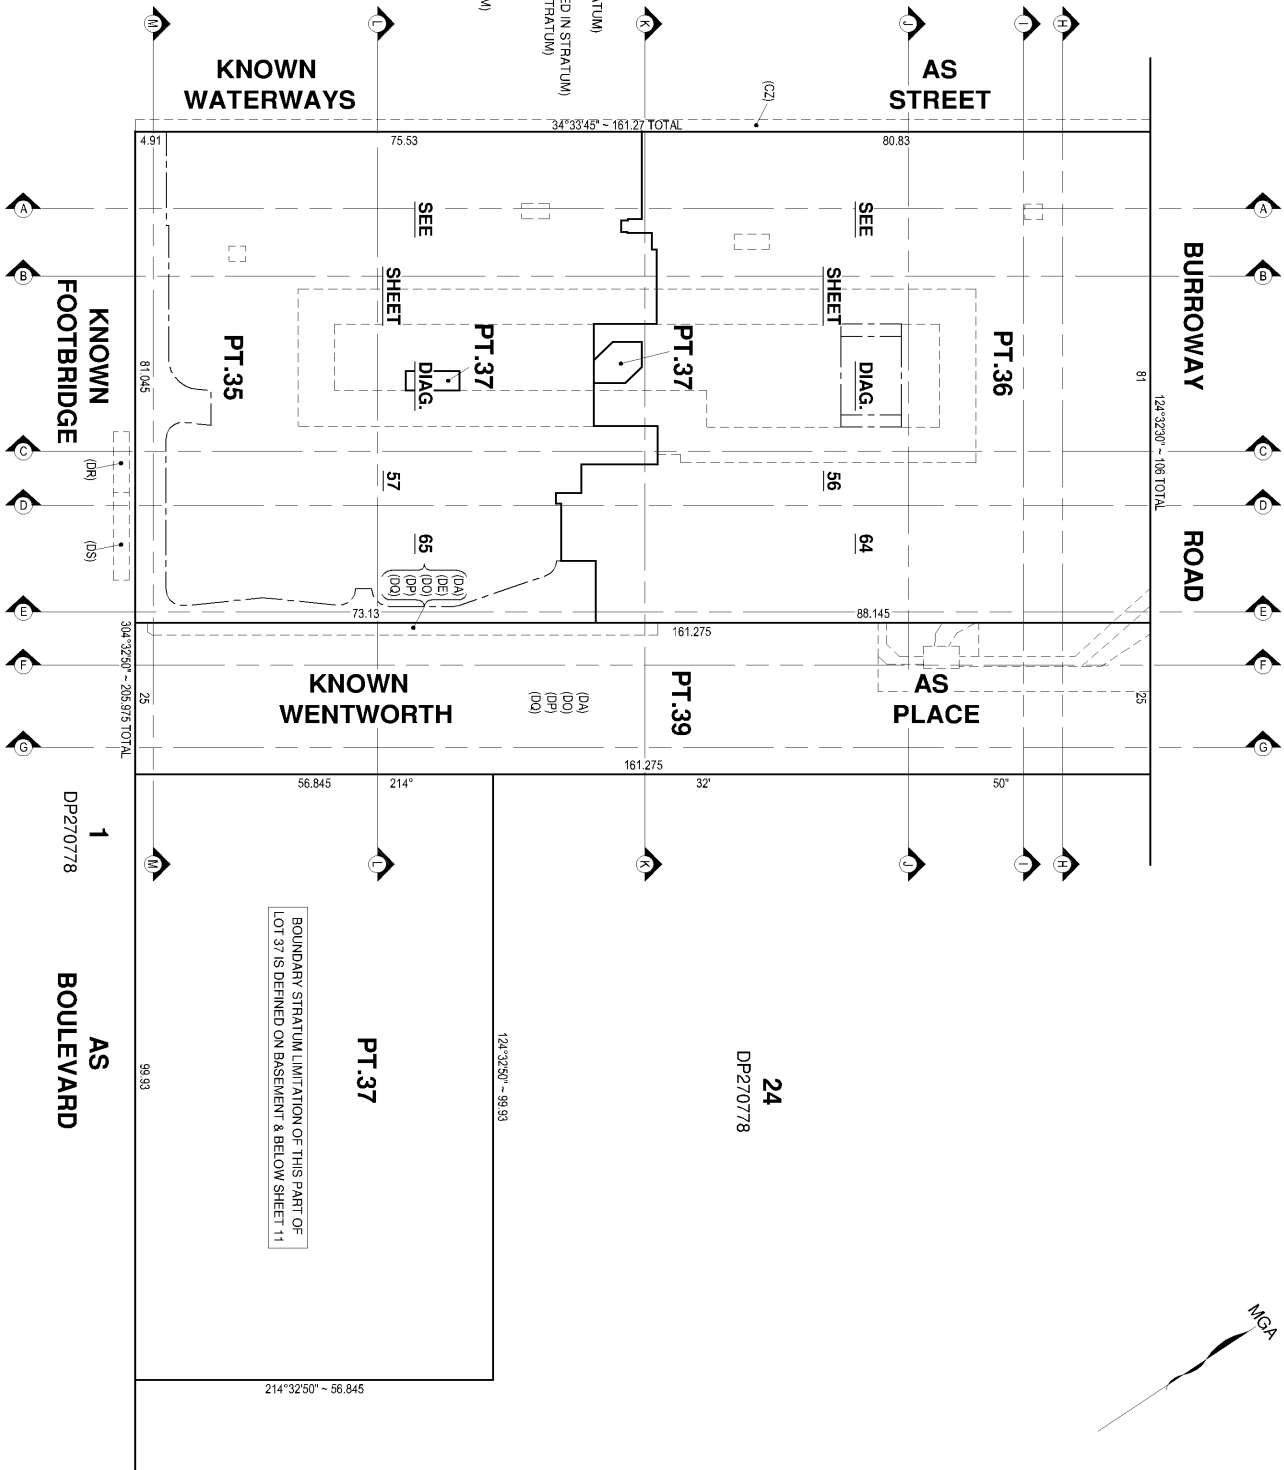 M
L
K
J
I
H
M)
TRATUM)
ED IN STRATUM)
ATUM)
KNOWN
WATERWAYS
AS
STREET
(CZ)
34°33'45" ~ 161.27 TOTAL
4.91
75.53
80.83
A
A
B
B
C
C
D
D
E
E
F
F
G
G
BURROWAY
ROAD
81
124°32'30" ~ 106 TOTAL
25
SEE
SHEET
DIAG.
57
65
SEE
SHEET
DIAG.
56
64
PT.35
PT.37
PT.37
PT.36
KNOWN
FOOTBRIDGE
81.045
(DR)
(DS)
(DA)
(DE)
(DO)
(DP)
(DQ)
73.13
161.275
88.145
304°32'50" ~ 205.975 TOTAL
25
KNOWN
WENTWORTH
(DA)
(DO)
(DP)
(DQ)
PT.39
AS
PLACE
161.275
56.845
214°
32'
50"
1
DP270778
M
L
K
J
I
H
AS
BOULEVARD
99.93
BOUNDARY STRATUM LIMITATION OF THIS PART OF
LOT 37 IS DEFINED ON BASEMENT & BELOW SHEET 11
PT.37
124°32'50" ~ 99.93
24
DP270778
214°32'50" ~ 56.845
MGA